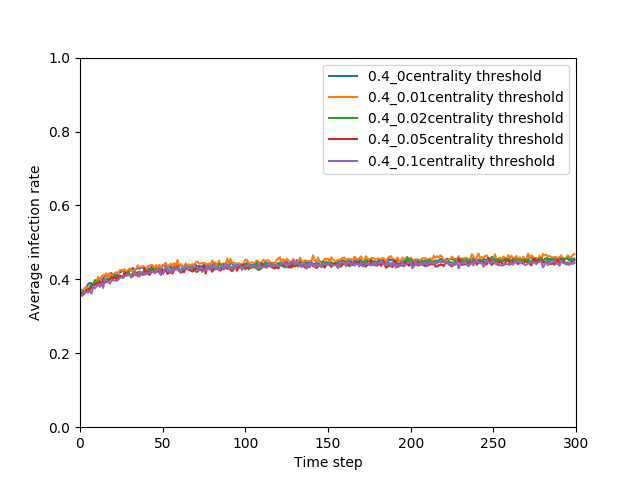 1.0
0.8
0.6
0.4
0.2
0.0
Average infection rate
0.4_0centrality threshold
0.4_0.01centrality threshold
0.4_0.02centrality threshold
0.4_0.05centrality threshold
0.4_0.1centrality threshold
0 50 100 150 200 250 300
Time step